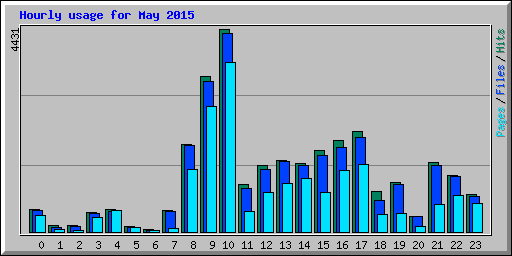 Hourly usage for May 2015
4431
Pages / Files / Hits
0 1 2 3 4 5 6 7 8 9 10 11 12 13 14 15 16 17 18 19 20 21 22 23